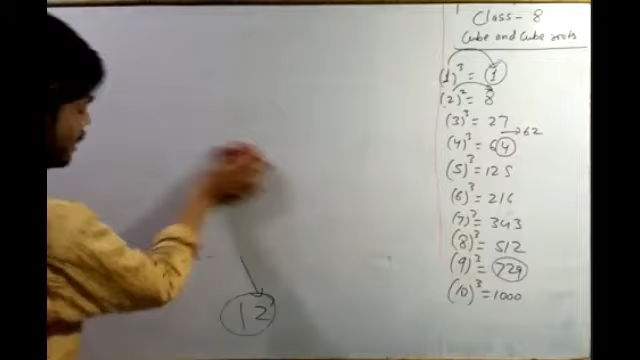 Class - 8
Cube and Cube roots
(1)³ = 1
(2)³ = 8
(3)³ = 27
→ 62
(4)³ = 64
(5)³ = 125
(6)³ = 216
(7)³ = 343
(8)³ = 512
(9)³ = 729
(10)³ = 1000
12